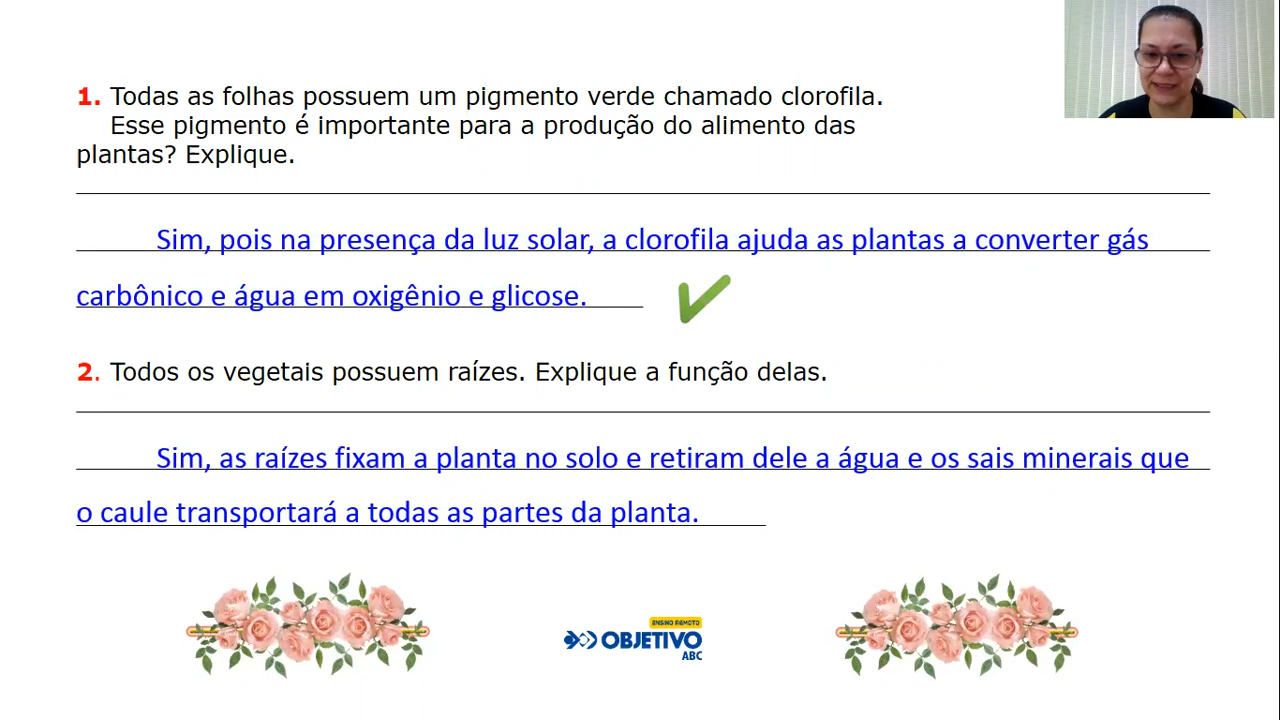 1. Todas as folhas possuem um pigmento verde chamado clorofila.
Esse pigmento é importante para a produção do alimento das
plantas? Explique.
Sim, pois na presença da luz solar, a clorofila ajuda as plantas a converter gás
carbônico e água em oxigênio e glicose.
2. Todos os vegetais possuem raízes. Explique a função delas.
Sim, as raízes fixam a planta no solo e retiram dele a água e os sais minerais que
o caule transportará a todas as partes da planta.
ENSINO REMOTO
OBJETIVO
ABC